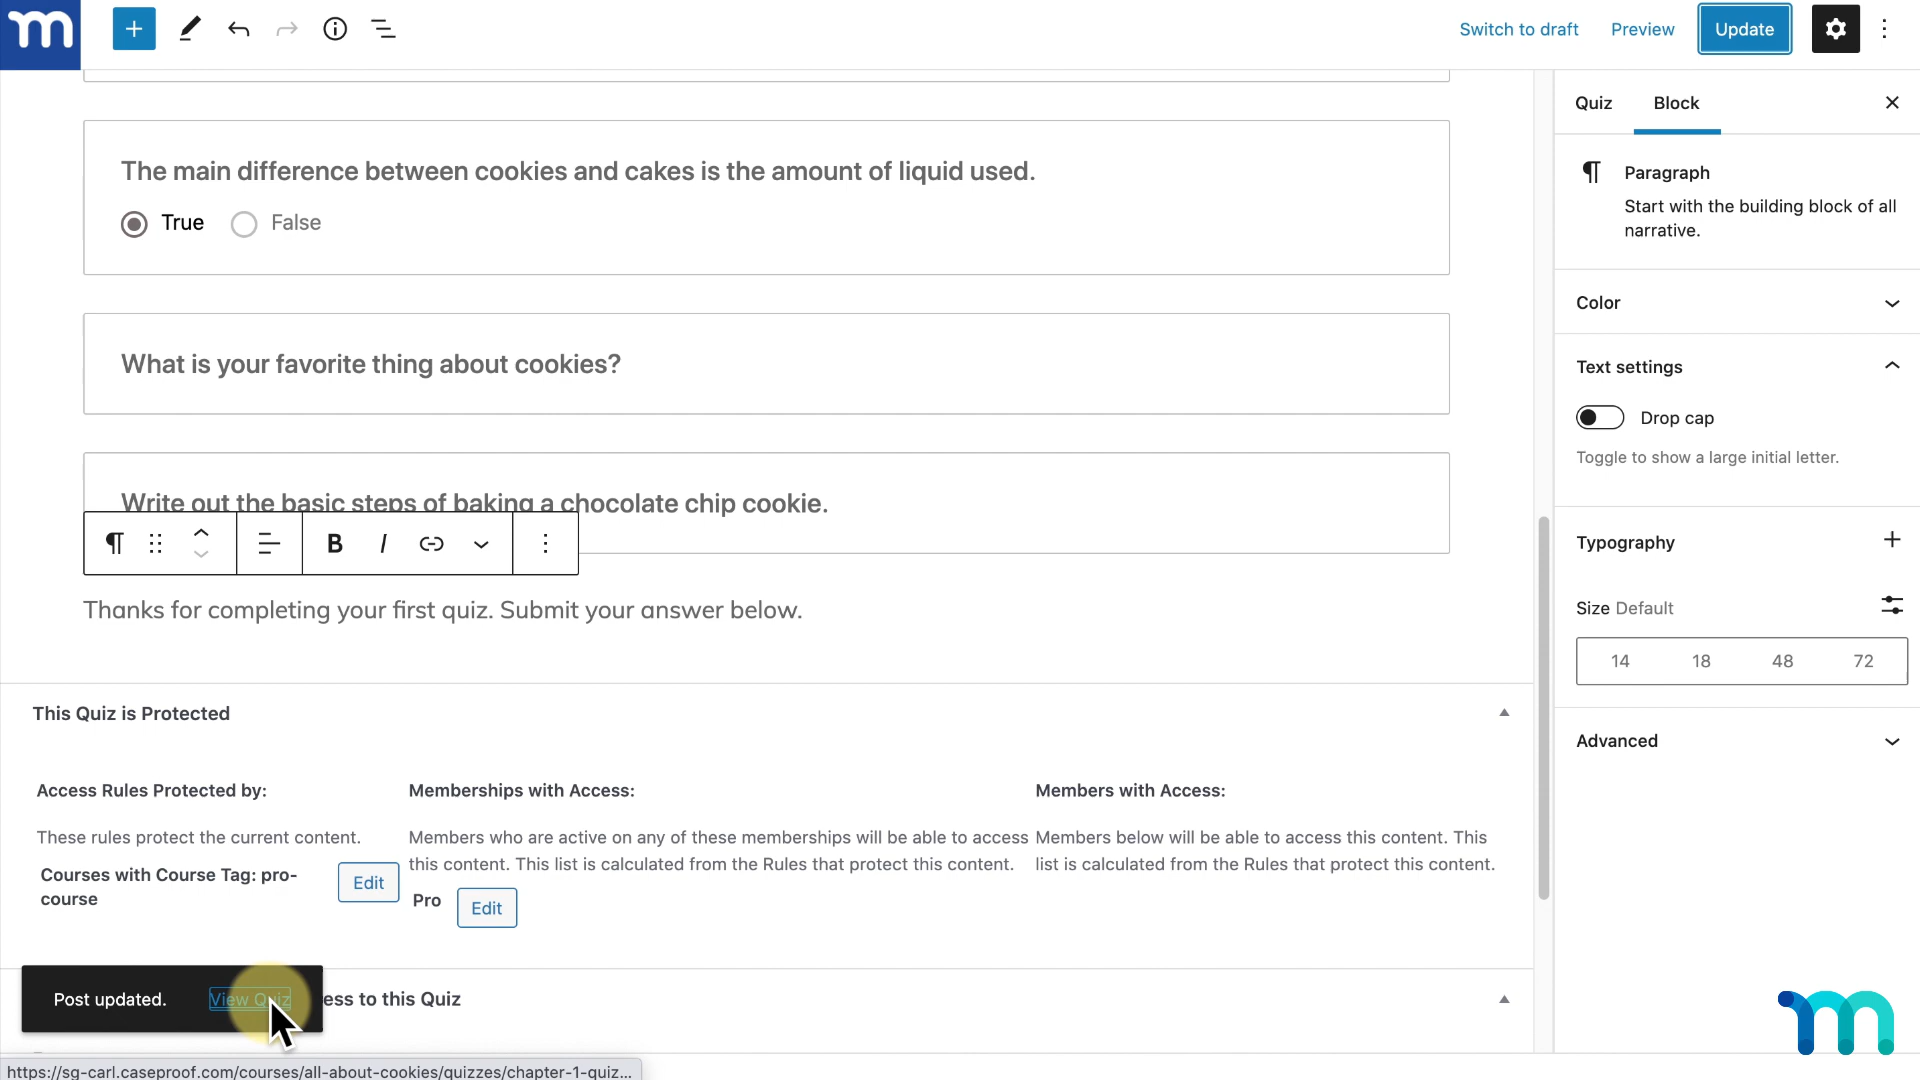 m
Switch to draft Preview Update
Quiz Block
The main difference between cookies and cakes is the amount of liquid used.
True False
Paragraph
Start with the building block of all
narrative.
Color
What is your favorite thing about cookies?
Text settings
Drop cap
Toggle to show a large initial letter.
Write out the basic steps of baking a chocolate chip cookie.
B I
Typography
Thanks for completing your first quiz. Submit your answer below.
Size Default
14 18 48 72
This Quiz is Protected
Advanced
Access Rules Protected by: Memberships with Access: Members with Access:
These rules protect the current content. Members who are active on any of these memberships will be able to access Members below will be able to access this content. This
this content. This list is calculated from the Rules that protect this content. list is calculated from the Rules that protect this content.
Courses with Course Tag: pro-
course
Edit
Pro Edit
Post updated. View Quiz ess to this Quiz
m
https://sg-carl.caseproof.com/courses/all-about-cookies/quizzes/chapter-1-quiz...